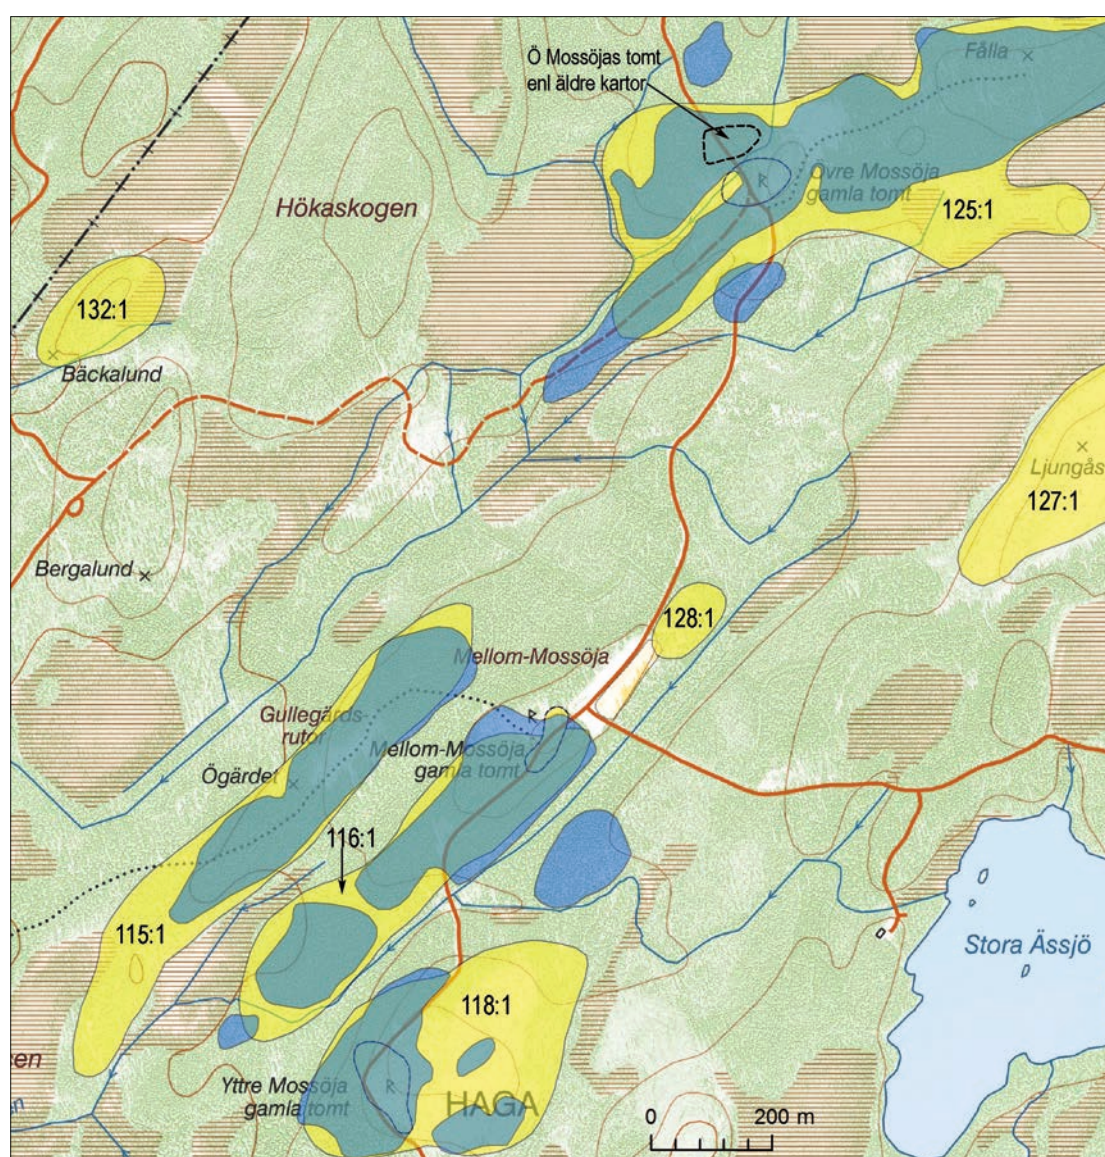 Ö Mossöjas tomt
enl äldre kartor
Fålla
Övre Mossöja
gamla tomt
R
125:1
Hökaskogen
132:1
Bäckalund
Ljungås
127:1
Bergalund
128:1
Mellom-Mossöja
Gullegärds-
rutor
R
Mellom-Mossöja
gamla tomt
Ögärdet
116:1
115:1
Stora Ässjö
118:1
en
Yttre Mossöja
gamla tomt
R
HAGA
0 200 m